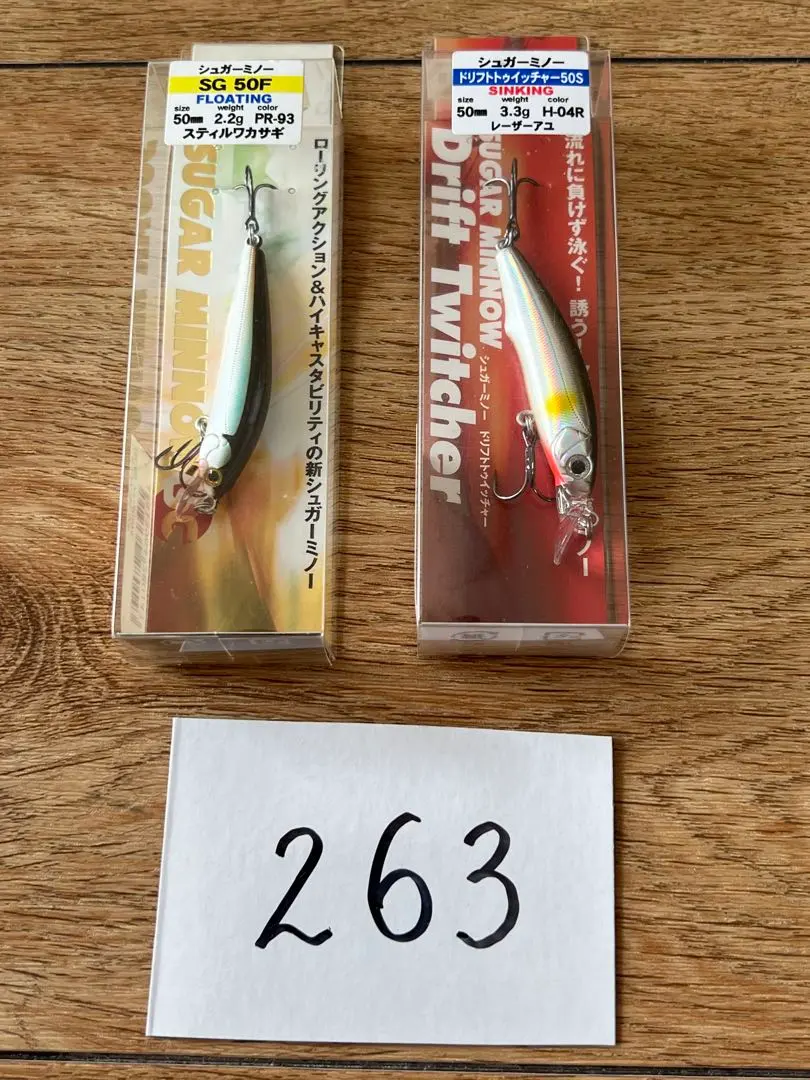 シュガーミノー
SG 50F
FLOATING
size weight color
50mm 2.2g PR-93
スティルワカサギ
SUGAR MINNO
ローリングアクション&ハイキャスタビリティの新シュガーミノー
シュガーミノー
ドリフトトゥイッチャー50S
SINKING
size weight color
50mm 3.3g H-04R
レーザーアユ
流れに負けず泳ぐ!誘う
SUGAR MINNOW
Drift Twitcher
シュガーミノー ドリフトトゥイッチャー
ノー
263